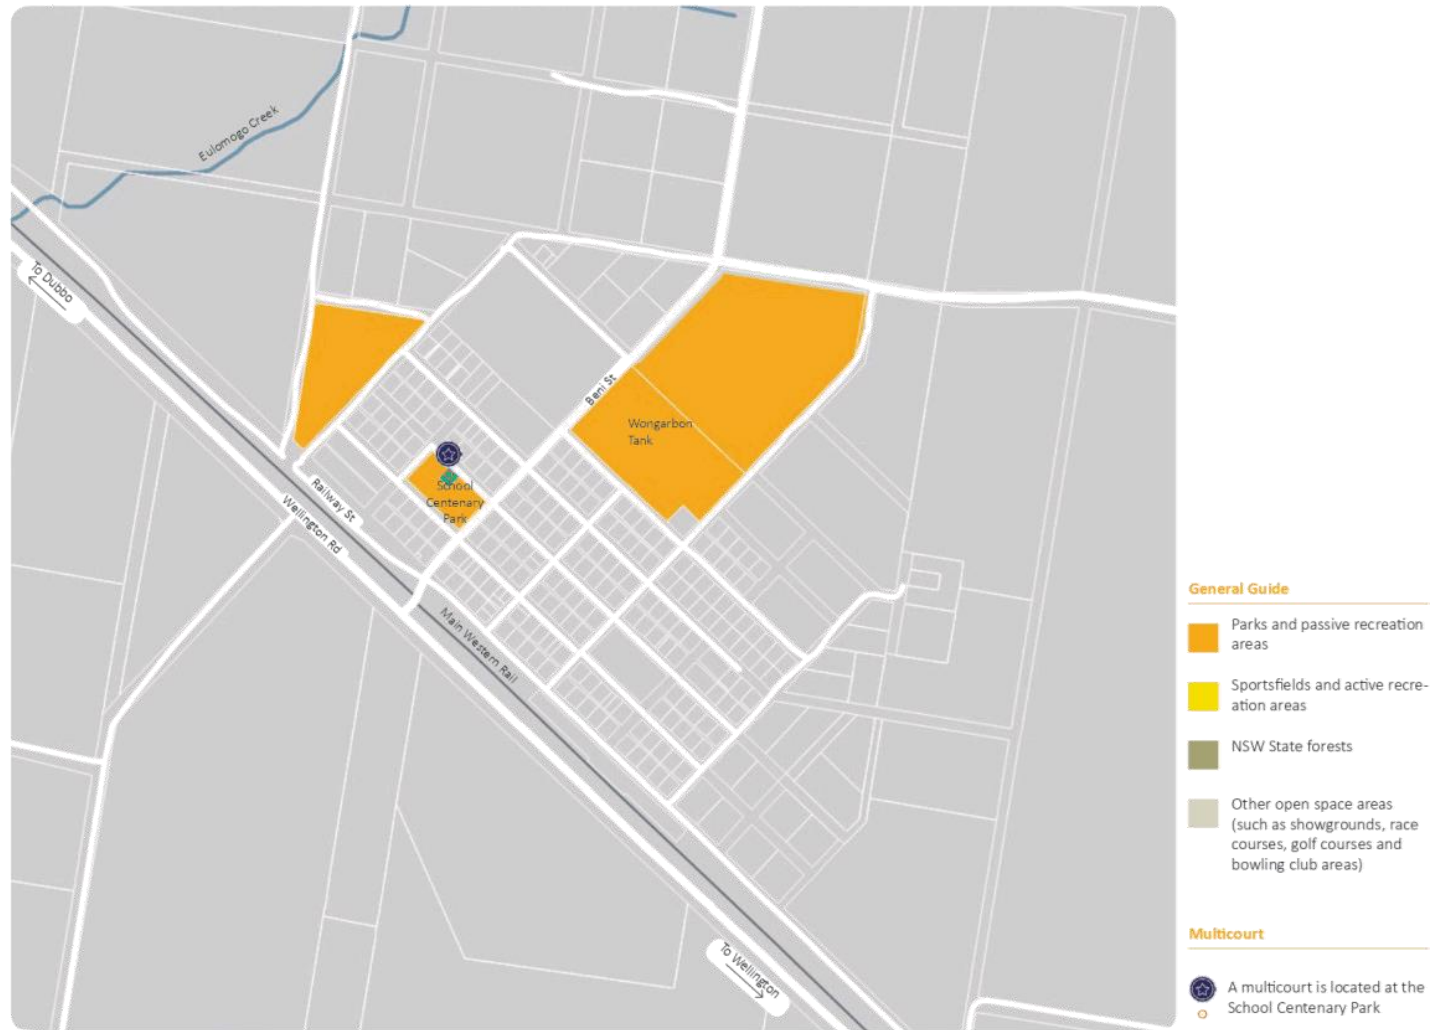 Eulomogo Creek
To Dubbo
Beni St
Wongarbon
Tank
School
Centenary
Park
Railway St
Wellington Rd
Main Western Rail
To Wellington
General Guide
Parks and passive recreation
areas
Sportsfields and active recre-
ation areas
NSW State forests
Other open space areas
(such as showgrounds, race
courses, golf courses and
bowling club areas)
Multicourt
A multicourt is located at the
School Centenary Park